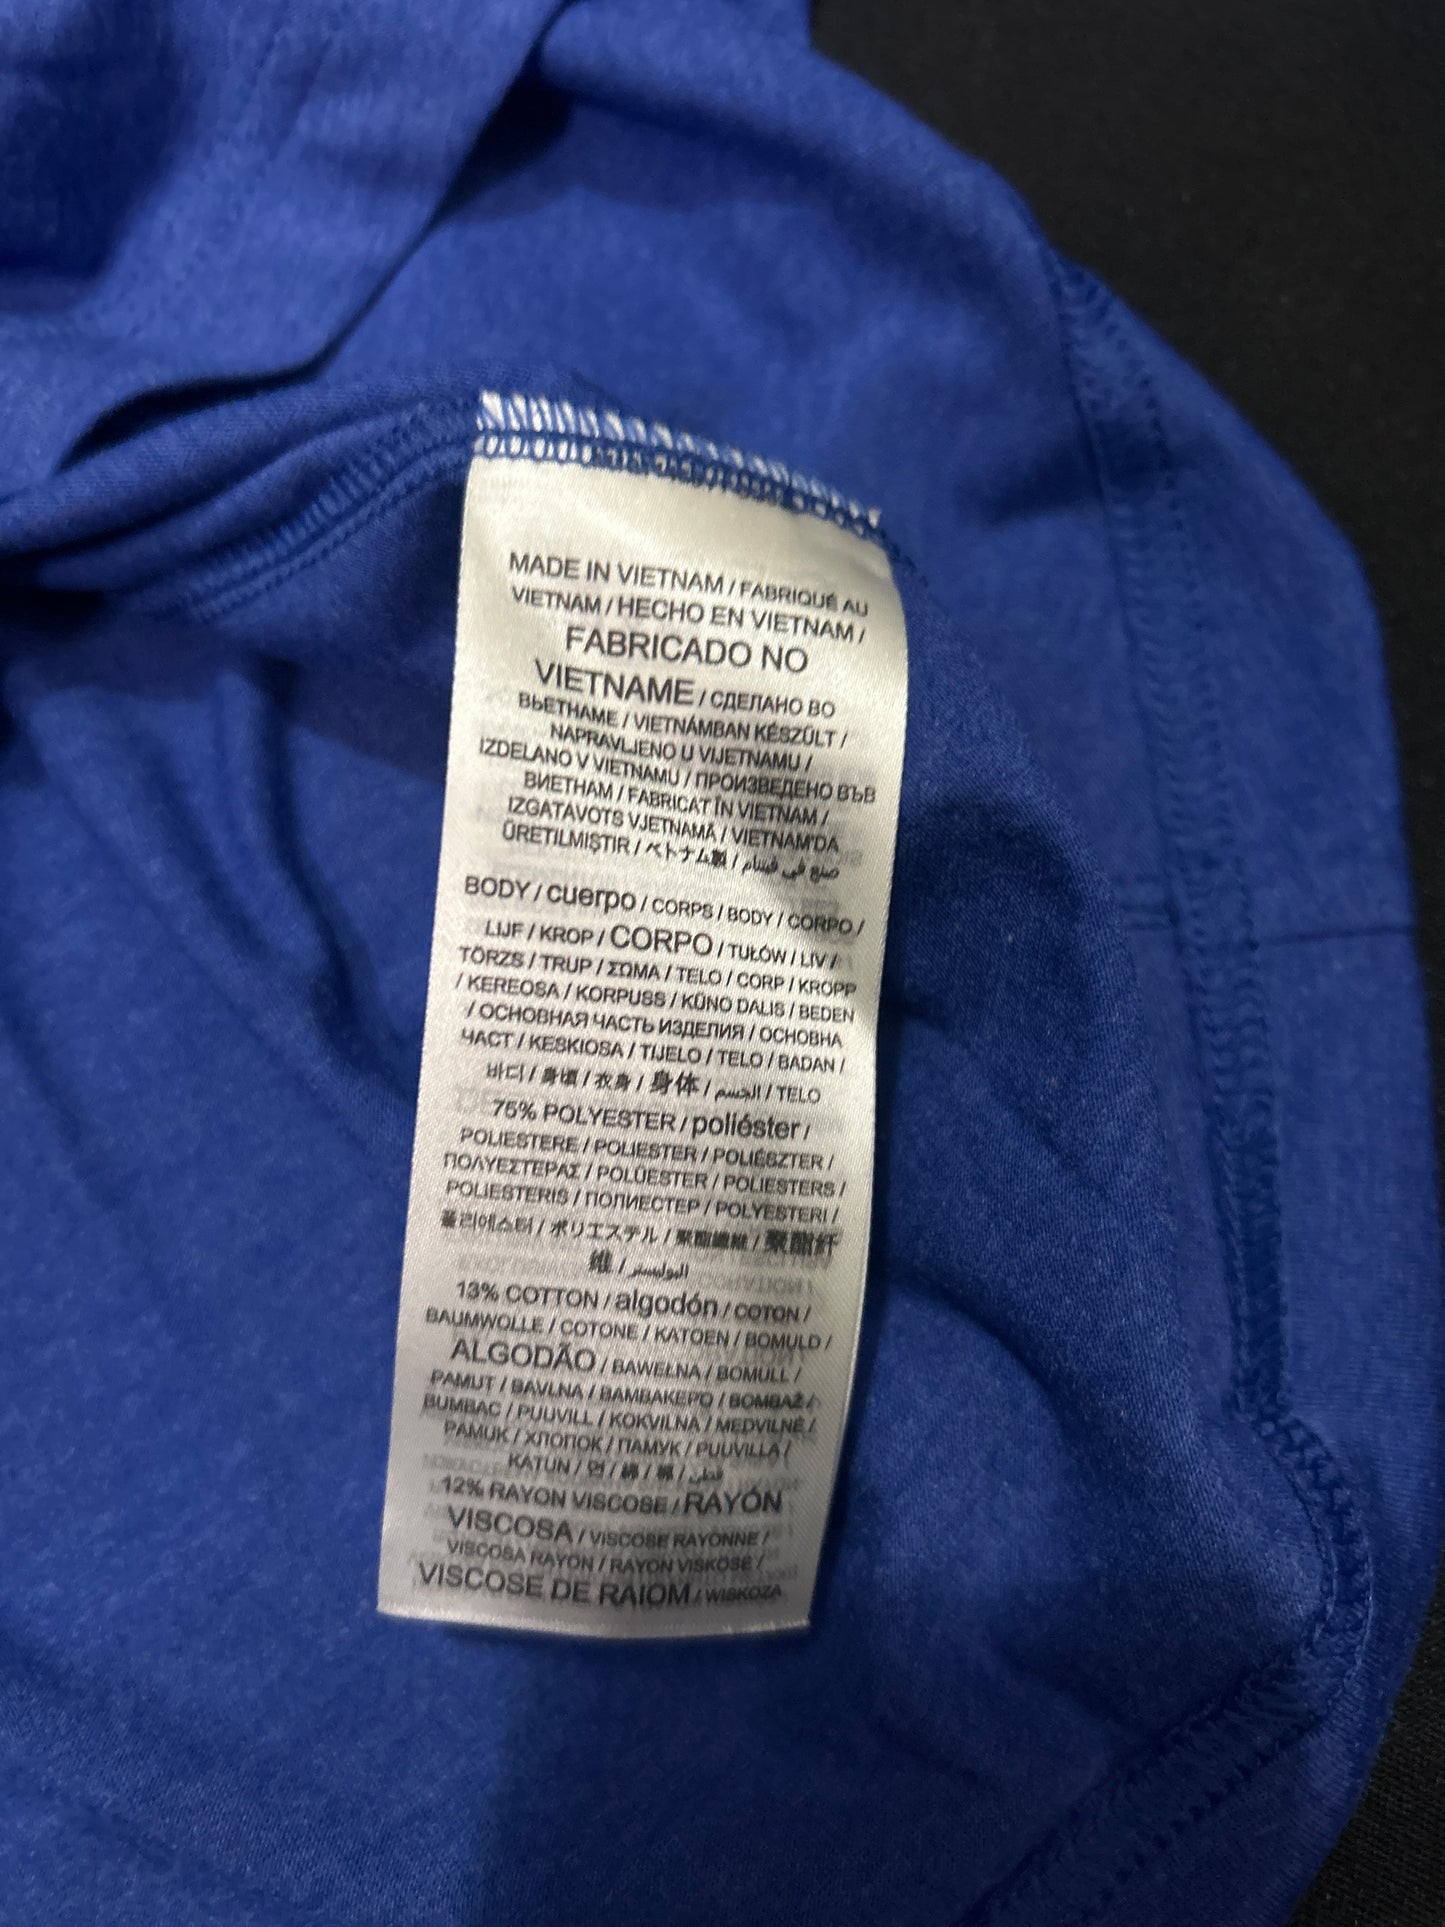 MADE IN VIETNAM / FABRIQUÉ AU
VIETNAM / HECHO EN VIETNAM /
FABRICADO NO
VIETNAME / СДЕЛАНО ВО
ВЬЕТНАМЕ / VIETNÁMBAN KÉSZÜLT /
NAPRAVLJENO U VIJETNAMU /
IZDELANO V VIETNAMU / ПРОИЗВЕДЕНО ВЪВ
ВИЕТНАМ / FABRICAT ÎN VIETNAM /
IZGATAVOTS VJETNAMĀ / VIETNAM'DA
ÜRETILMIŞTIR / ベトナム製 / صنع في فيتنام
BODY / cuerpo / CORPS / BODY / CORPO /
LIJF / KROP / CORPO / TUŁÓW / LIV /
TÖRZS / TRUP / ΣΩΜΑ / TELO / CORP / KROPP
/ KEREOSA / KORPUSS / KŪNO DALIS / BEDEN
/ ОСНОВНАЯ ЧАСТЬ ИЗДЕЛИЯ / ОСНОВНА
ЧАСТ / KESKIOSA / TIJELO / TELO / BADAN /
바디 / 身頃 / 衣身 / 身体 / الجسم / TELO
75% POLYESTER / poliéster /
POLIESTERE / POLIESTER / POLIÉSZTER /
ΠΟΛΥΕΣΤΕΡΑΣ / POLÜESTER / POLIESTERS /
POLIESTERIS / ПОЛИЕСТЕР / POLYESTERI /
폴리에스터 / ポリエステル / 聚酯纖維 / 聚酯纤
维 / البوليستر
13% COTTON / algodón / COTON /
BAUMWOLLE / COTONE / KATOEN / BOMULD /
ALGODÃO / BAWEŁNA / BOMULL /
PAMUT / BAVLNA / ΒΑΜΒΑΚΕΡΟ / BOMBAŽ /
BUMBAC / PUUVILL / KOKVILNA / MEDVILNĖ /
PAMUK / ХЛОПОК / ПАМУК / PUUVILLA /
KATUN / 면 / 綿 / 棉 / قطن
12% RAYON VISCOSE / RAYÓN
VISCOSA / VISCOSE RAYONNE /
VISCOSA RAYON / RAYON VISKOSE /
VISCOSE DE RAIOM / WISKOZA